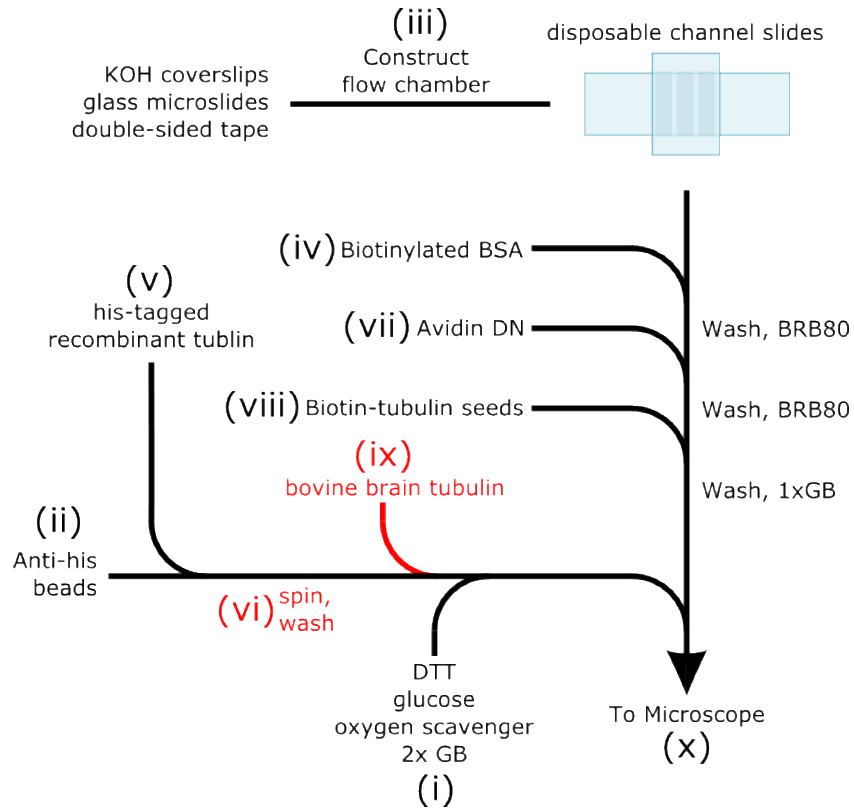 (iii)
Construct
flow chamber
disposable channel slides
KOH coverslips
glass microslides
double-sided tape
(iv) Biotinylated BSA
(v)
his-tagged
recombinant tublin
(vii) Avidin DN
Wash, BRB80
(viii) Biotin-tubulin seeds
Wash, BRB80
(ix)
bovine brain tubulin
Wash, 1xGB
(ii)
Anti-his
beads
(vi) spin,
wash
DTT
glucose
oxygen scavenger
2x GB
(i)
To Microscope
(x)